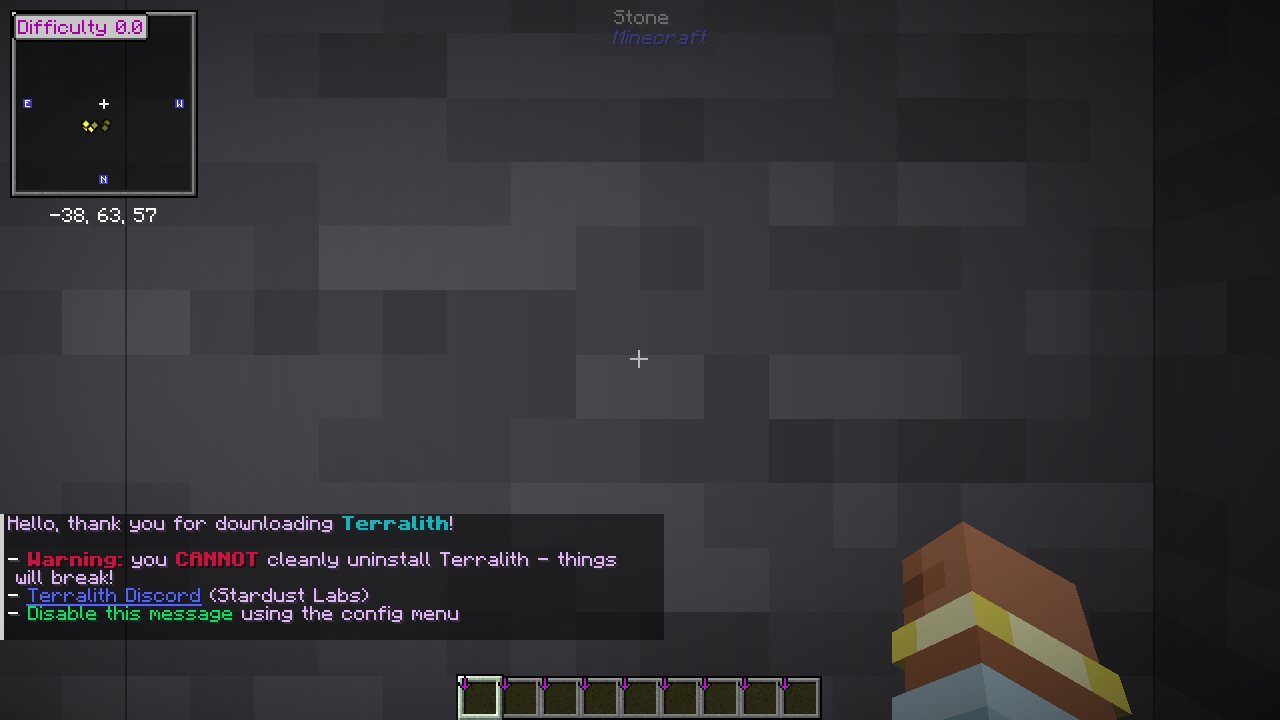 Difficulty 0.0
Stone
Minecraft
E
W
N
-38, 63, 57
Hello, thank you for downloading Terralith!
- Warning: you CANNOT cleanly uninstall Terralith - things
will break!
- Terralith Discord (Stardust Labs)
- Disable this message using the config menu